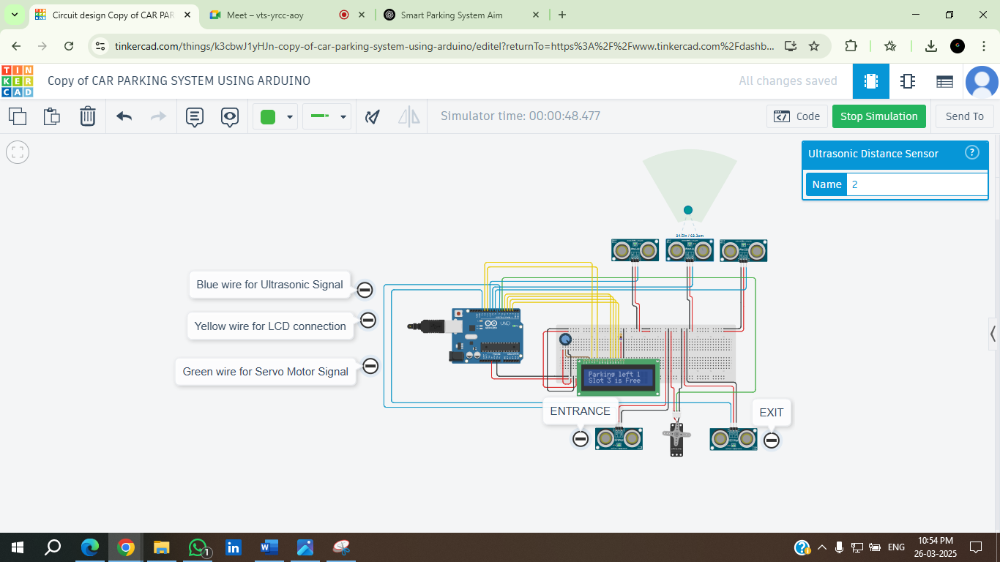 Circuit design Copy of CAR PAR
Meet – vts-yrcc-aoy
Smart Parking System Aim
tinkercad.com/things/k3cbwJ1yHJn-copy-of-car-parking-system-using-arduino/editel?returnTo=https%3A%2F%2Fwww.tinkercad.com%2Fdashb...
G
TIN
KER
CAD
Copy of CAR PARKING SYSTEM USING ARDUINO
All changes saved
Simulator time: 00:00:48.477
Code
Stop Simulation
Send To
Ultrasonic Distance Sensor
?
Name
2
Blue wire for Ultrasonic Signal
Yellow wire for LCD connection
Green wire for Servo Motor Signal
UNO
Parking left 1
Slot 3 is Free
ENTRANCE
EXIT
1
ENG
10:54 PM
26-03-2025